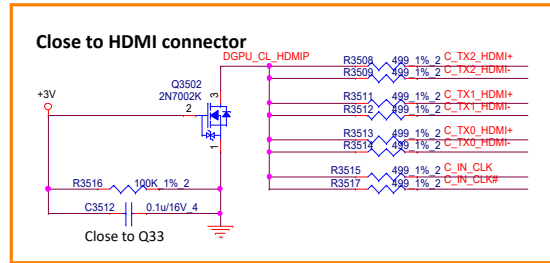 Close to HDMI connector
DGPU_CL_HDMIP
R3508 499_1%_2 C_TX2_HDMI+
R3509 499_1%_2 C_TX2_HDMI-
+3V
Q3502
2N7002K
3
2
1
R3511 499_1%_2 C_TX1_HDMI+
R3512 499_1%_2 C_TX1_HDMI-
R3513 499_1%_2 C_TX0_HDMI+
R3514 499_1%_2 C_TX0_HDMI-
R3515 499_1%_2 C_IN_CLK
R3517 499_1%_2 C_IN_CLK#
R3516 100K_1%_2
C3512 0.1u/16V_4
Close to Q33